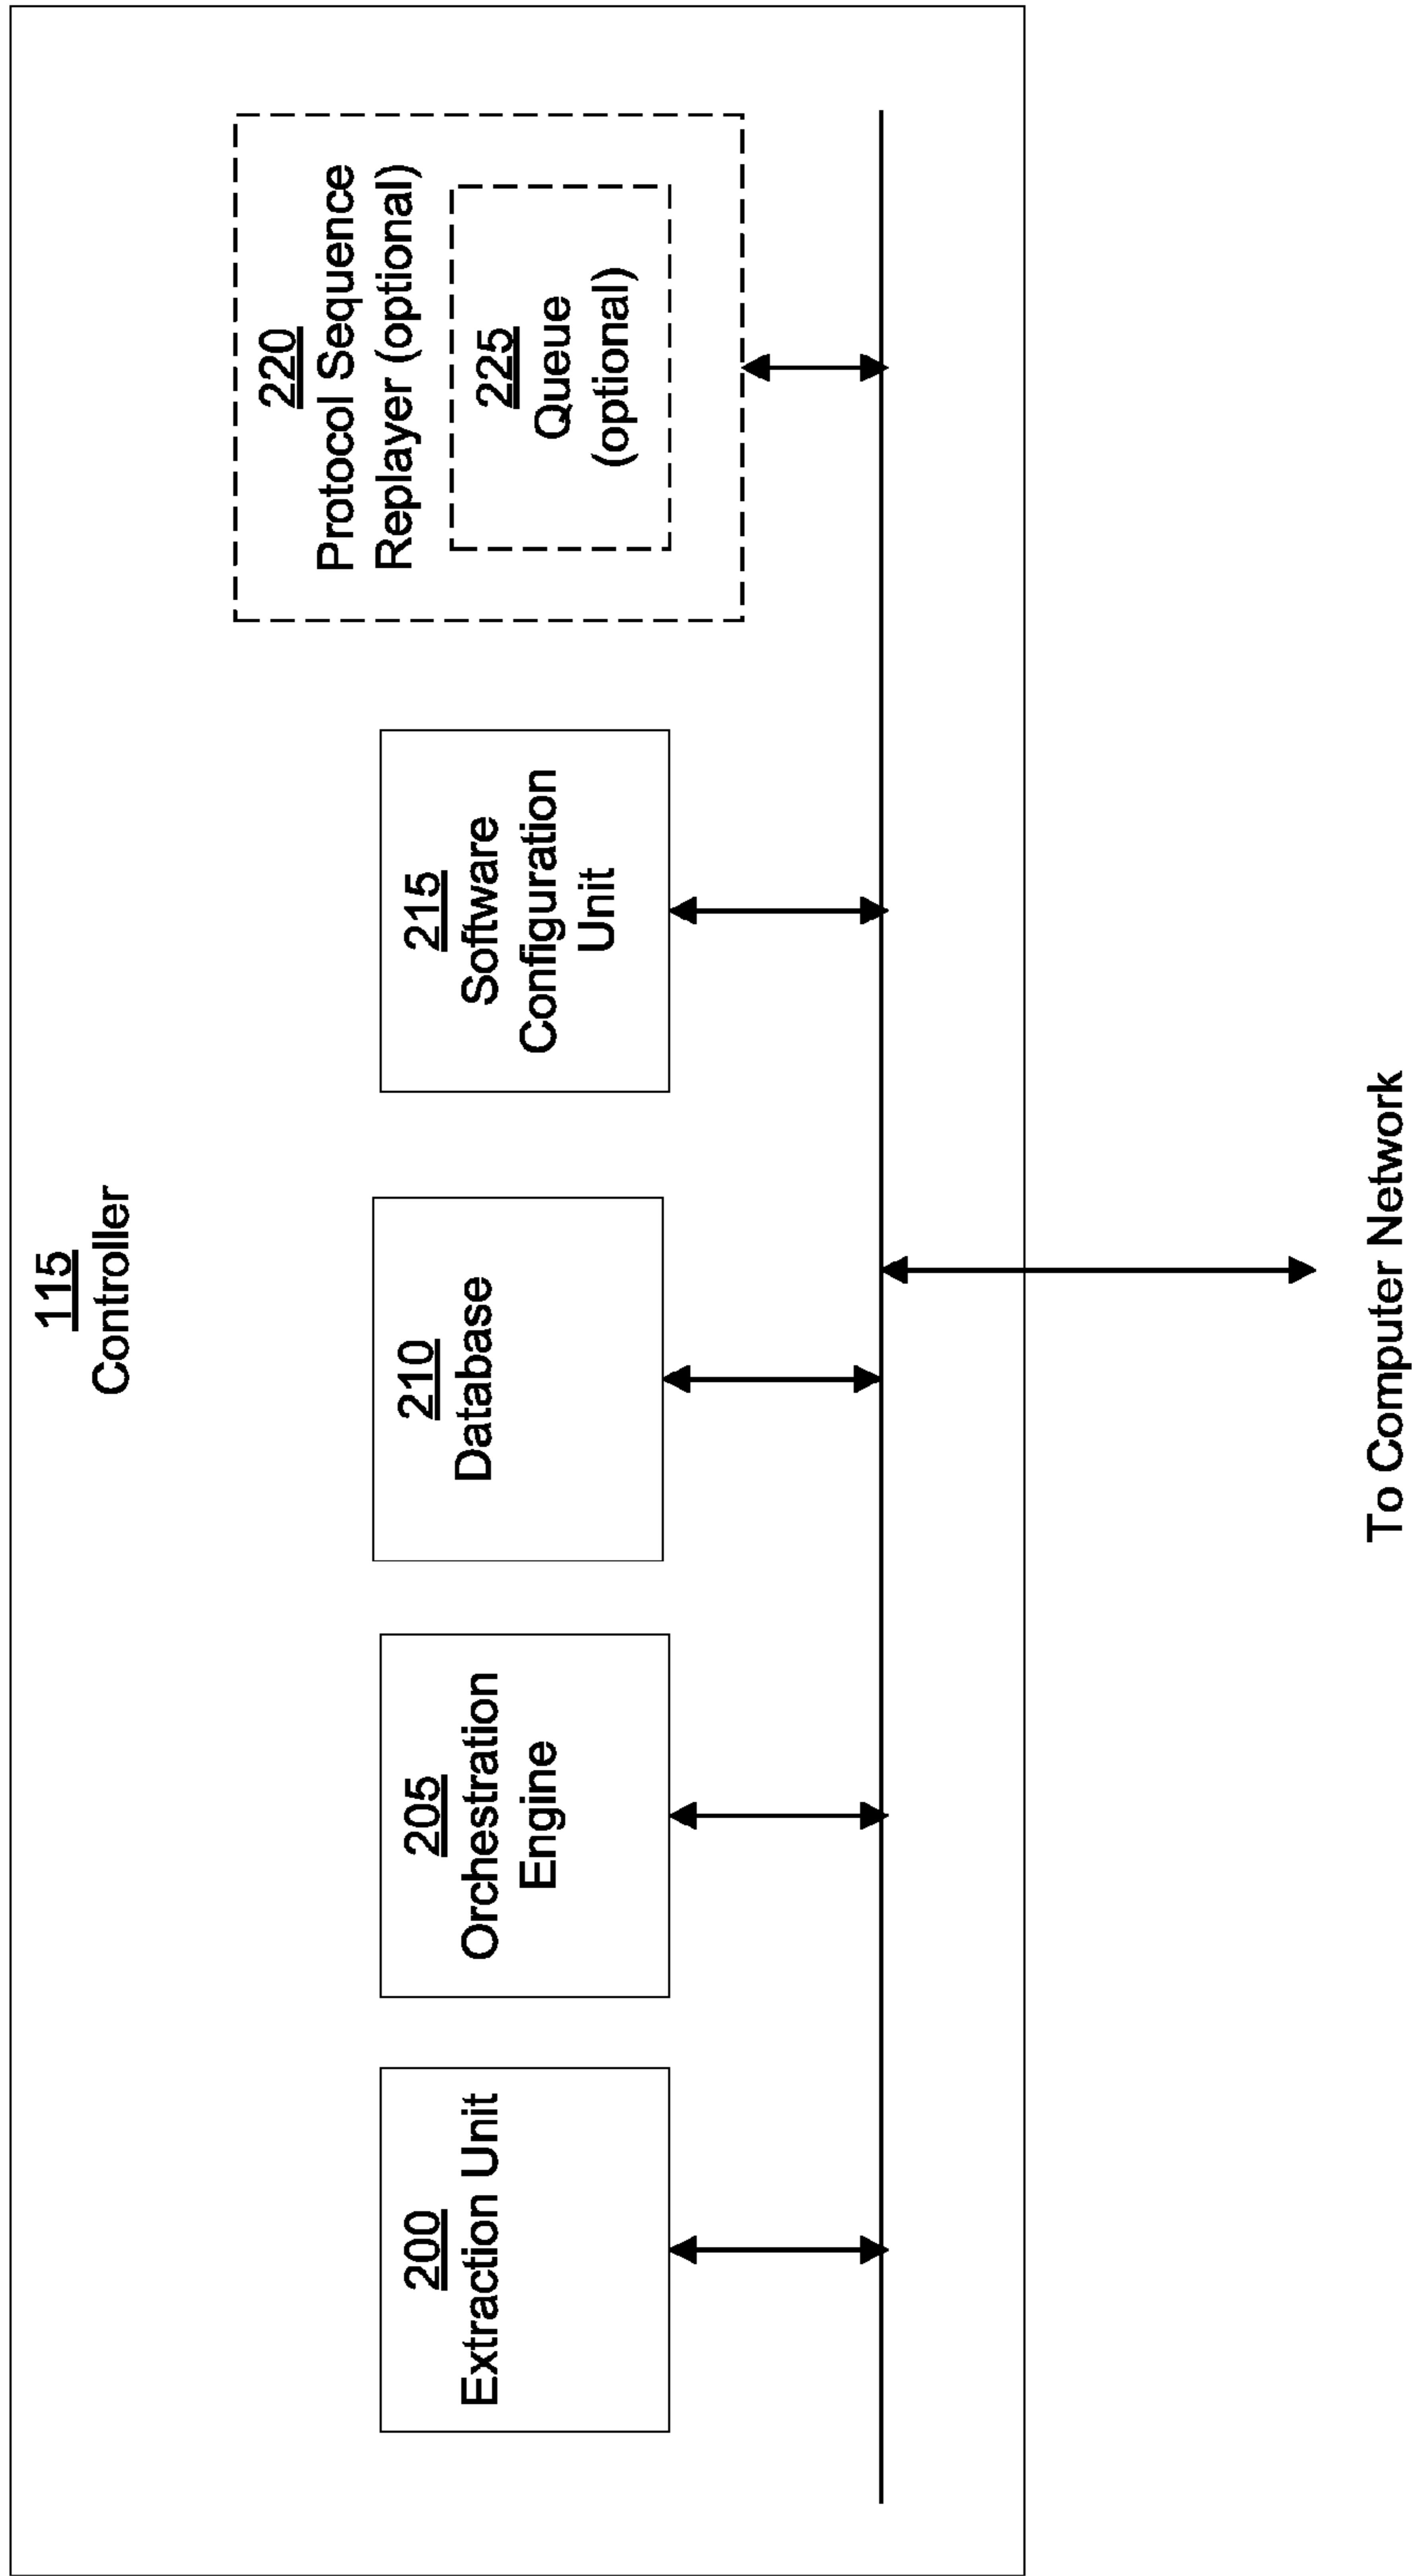 115
Controller
200
Extraction Unit
205
Orchestration
Engine
210
Database
215
Software
Configuration
Unit
220
Protocol Sequence
Replayer (optional)
225
Queue
(optional)
To Computer Network